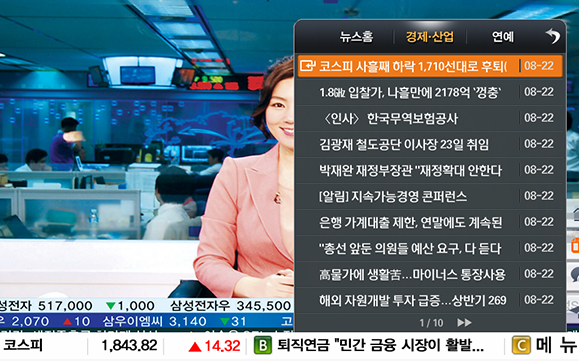 뉴스홈 경제·산업 연예
코스피 사흘째 하락 1,710선대로 후퇴( 08-22
1.8㎓ 입찰가, 나흘만에 2178억 '껑충' 08-22
〈인사〉 한국무역보험공사 08-22
김광재 철도공단 이사장 23일 취임 08-22
박재완 재정부장관 "재정확대 안한다 08-22
[알림] 지속가능경영 콘퍼런스 08-22
은행 가계대출 제한, 연말에도 계속된 08-22
"총선 앞둔 의원들 예산 요구, 다 듣다 08-22
高물가에 생활苦…마이너스 통장사용 08-22
해외 자원개발 투자 급증…상반기 269 08-22
1 / 10
성전자 517,000 ▼1,000 삼성전자우 345,500
우 2,070 ▲10 삼우이엠씨 3,140 ▼31 고
코스피 1,843.82 ▲14.32 B 퇴직연금 "민간 금융 시장이 활발... C 메뉴